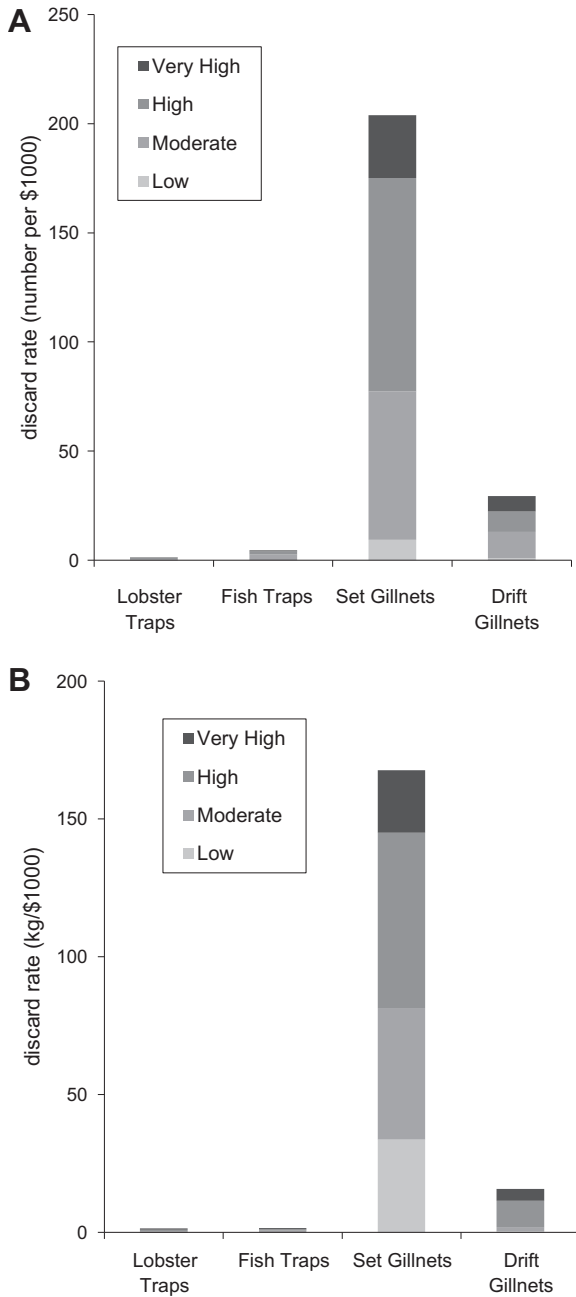 A
250
200
150
100
50
0
discard rate (number per $1000)
Very High
High
Moderate
Low
Lobster Traps
Fish Traps
Set Gillnets
Drift Gillnets
B
200
150
100
50
0
discard rate (kg/$1000)
Very High
High
Moderate
Low
Lobster Traps
Fish Traps
Set Gillnets
Drift Gillnets